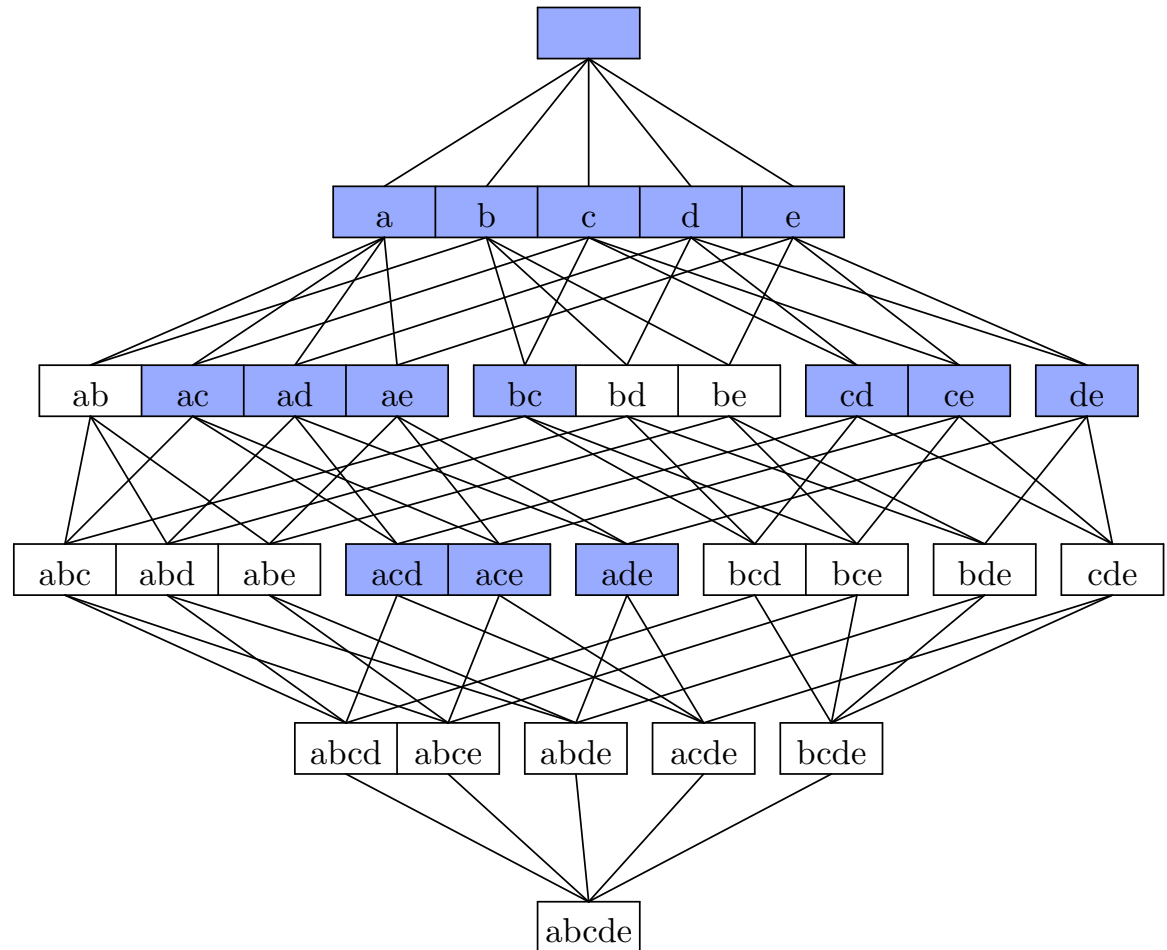 a b c d e
ab ac ad ae bc bd be cd ce de
abc abd abe acd ace ade bcd bce bde cde
abcd abce abde acde bcde
abcde